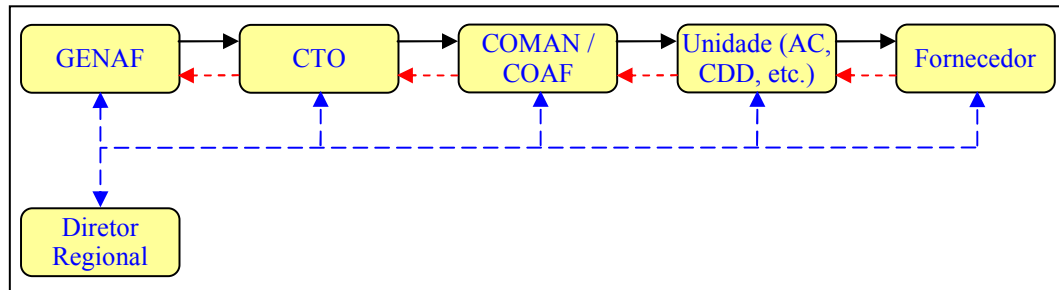 GENAF
CTO
COMAN /
COAF
Unidade (AC,
CDD, etc.)
Fornecedor
Diretor
Regional